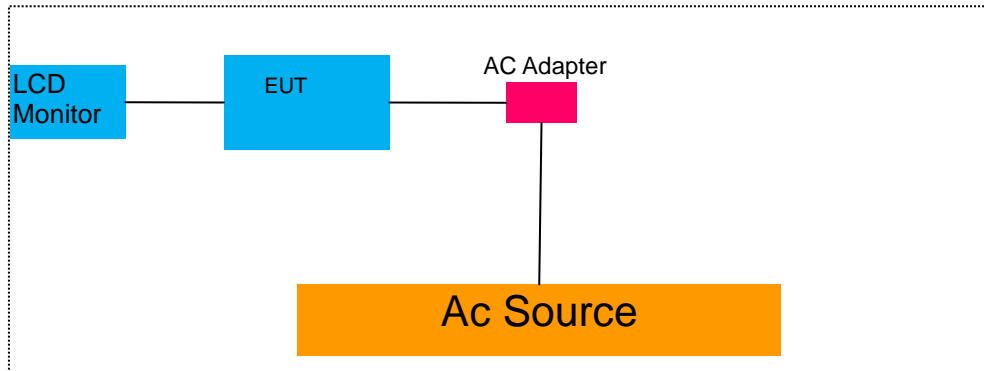 AC Adapter
LCD
Monitor
EUT
Ac Source